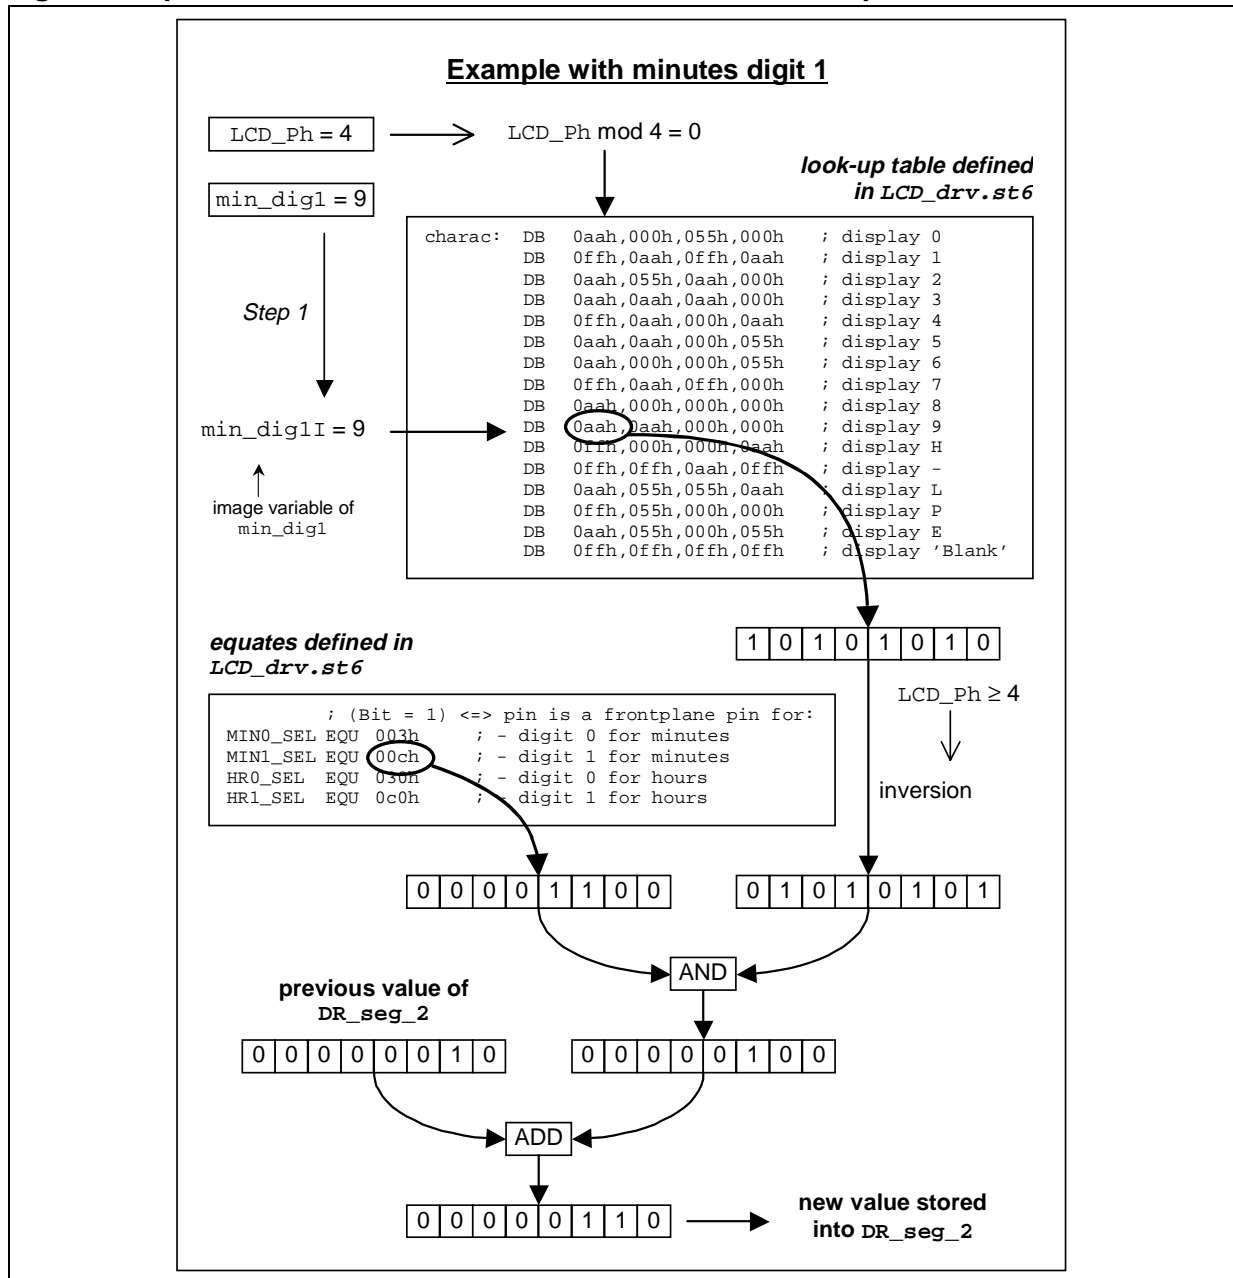 Example with minutes digit 1
LCD_Ph = 4
LCD_Ph mod 4 = 0
look-up table defined
in LCD_drv.st6
min_dig1 = 9
charac: DB 0aah,000h,055h,000h ; display 0
DB 0ffh,0aah,0ffh,0aah ; display 1
DB 0aah,055h,0aah,000h ; display 2
DB 0aah,0aah,0aah,000h ; display 3
DB 0ffh,0aah,000h,0aah ; display 4
DB 0aah,0aah,000h,055h ; display 5
DB 0aah,000h,000h,055h ; display 6
DB 0ffh,0aah,0ffh,000h ; display 7
DB 0aah,000h,000h,000h ; display 8
DB 0aah,0aah,000h,000h ; display 9
DB 0ffh,000h,000h,0aah ; display H
DB 0ffh,0ffh,0aah,0ffh ; display -
DB 0aah,055h,055h,0aah ; display L
DB 0ffh,055h,000h,000h ; display P
DB 0aah,055h,000h,055h ; display E
DB 0ffh,0ffh,0ffh,0ffh ; display 'Blank'
Step 1
min_dig1I = 9
image variable of
min_dig1
1 0 1 0 1 0 1 0
equates defined in
LCD_drv.st6
LCD_Ph ≥ 4
inversion
; (Bit = 1) <=> pin is a frontplane pin for:
MIN0_SEL EQU 003h ; - digit 0 for minutes
MIN1_SEL EQU 00ch ; - digit 1 for minutes
HR0_SEL EQU 030h ; - digit 0 for hours
HR1_SEL EQU 0c0h ; - digit 1 for hours
0 0 0 0 1 1 0 0
0 1 0 1 0 1 0 1
AND
previous value of
DR_seg_2
0 0 0 0 0 0 1 0
0 0 0 0 0 1 0 0
ADD
0 0 0 0 0 1 1 0
new value stored
into DR_seg_2